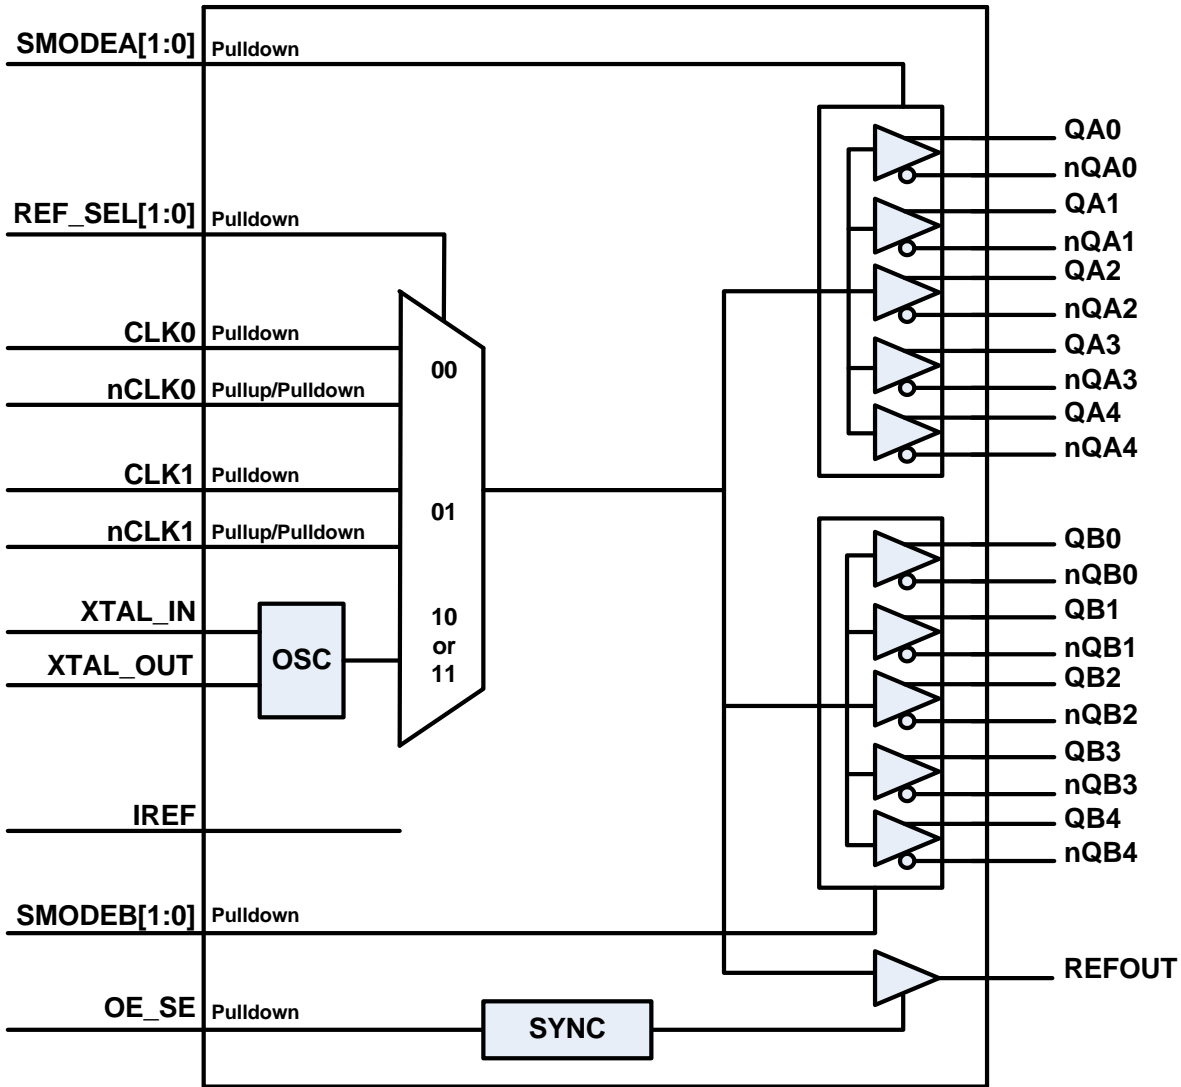 SMODEA[1:0] Pulldown
QA0
nQA0
QA1
nQA1
QA2
nQA2
QA3
nQA3
QA4
nQA4
REF_SEL[1:0] Pulldown
CLK0 Pulldown
nCLK0 Pullup/Pulldown
CLK1 Pulldown
nCLK1 Pullup/Pulldown
XTAL_IN
XTAL_OUT
OSC
00
01
10
or
11
QB0
nQB0
QB1
nQB1
QB2
nQB2
QB3
nQB3
QB4
nQB4
IREF
SMODEB[1:0] Pulldown
REFOUT
OE_SE Pulldown
SYNC